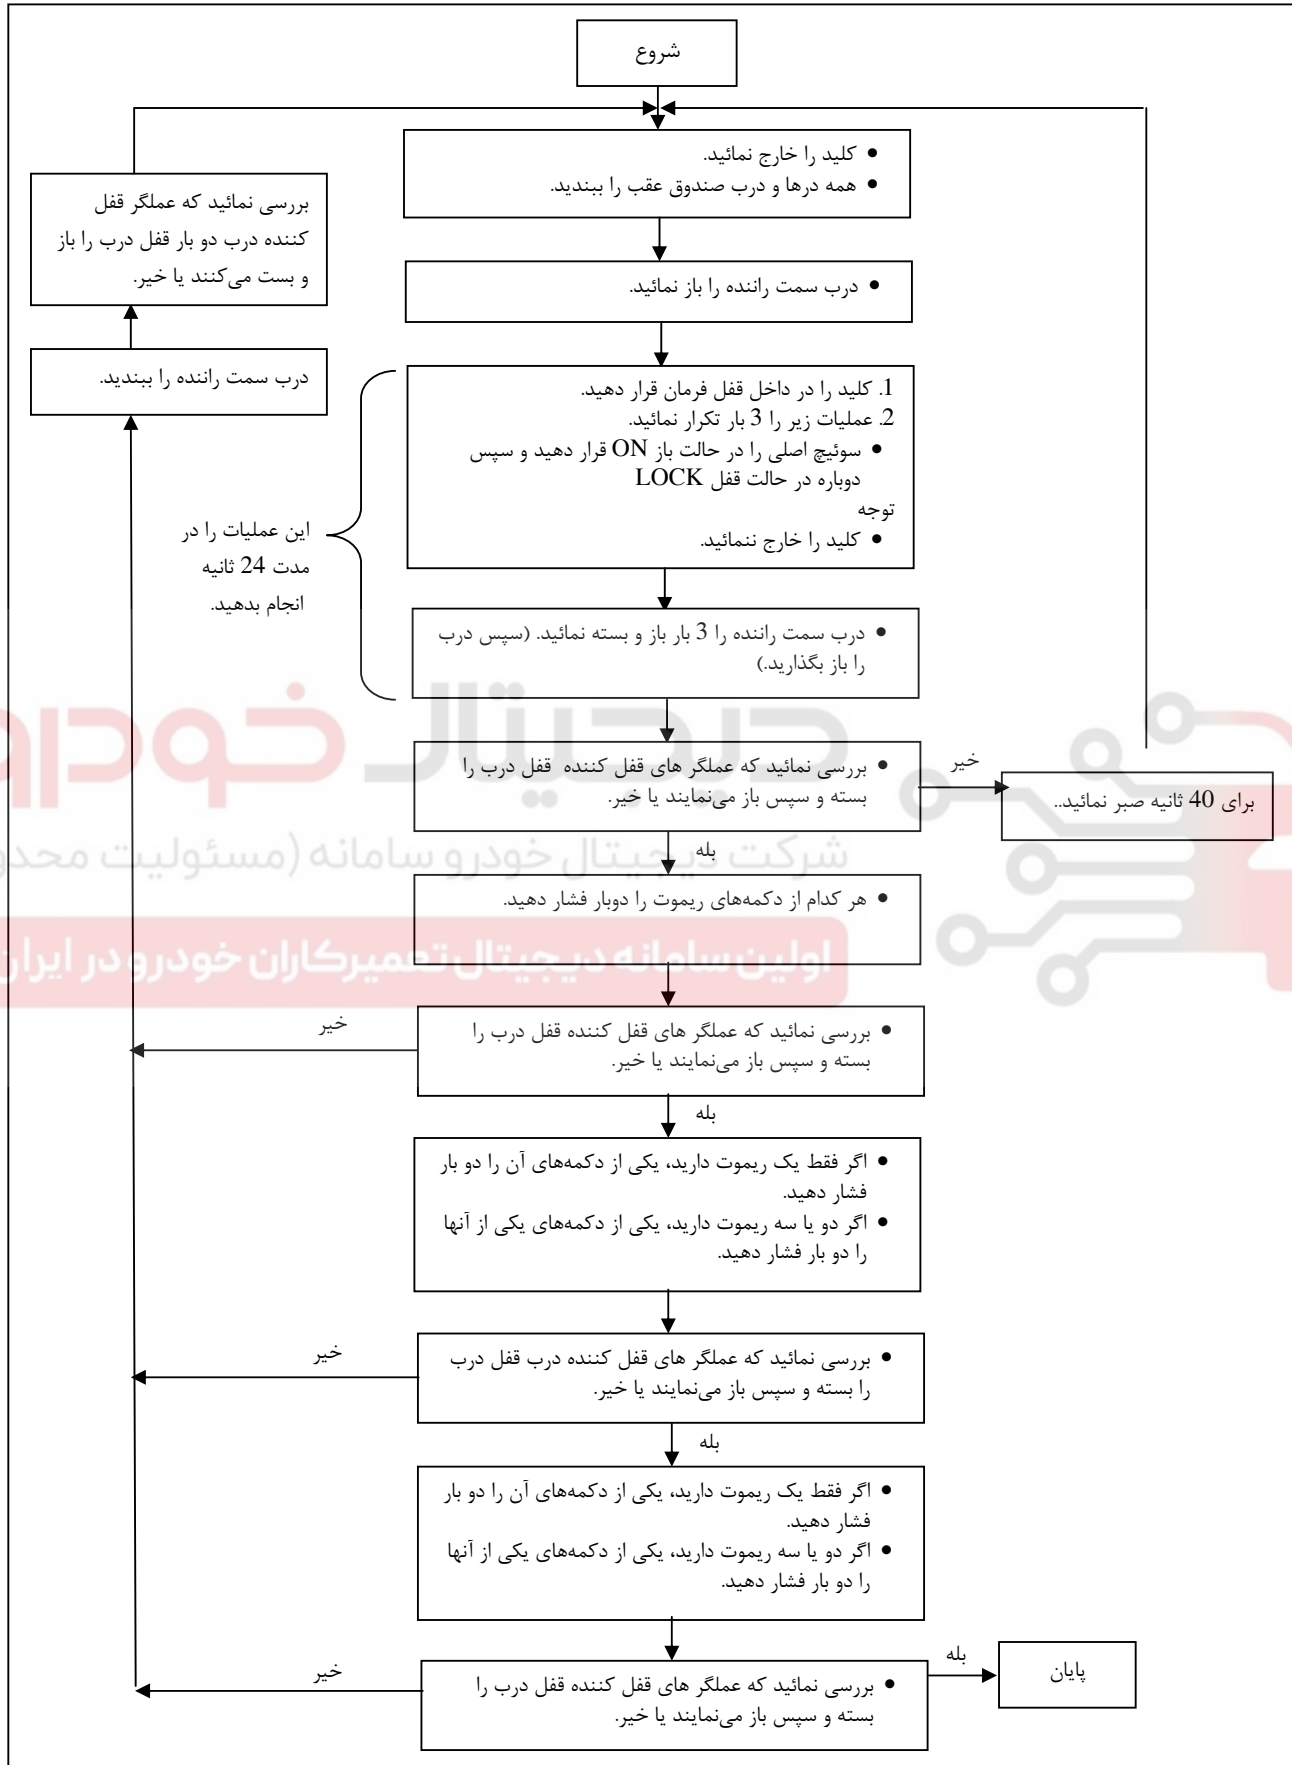 شروع
• کلید را خارج نمائید.
• همه درها و درب صندوق عقب را ببندید.
بررسی نمائید که عملگر قفل
کننده درب دو بار قفل درب را باز
و بست می‌کنند یا خیر.
• درب سمت راننده را باز نمائید.
درب سمت راننده را ببندید.
1. کلید را در داخل قفل فرمان قرار دهید.
2. عملیات زیر را 3 بار تکرار نمائید.
• سوئیچ اصلی را در حالت باز ON قرار دهید و سپس
دوباره در حالت قفل LOCK
توجه
• کلید را خارج ننمائید.
این عملیات را در
مدت 24 ثانیه
انجام بدهید.
• درب سمت راننده را 3 بار باز و بسته نمائید. (سپس درب
را باز بگذارید.)
دیجیتال خودرو
• بررسی نمائید که عملگر های قفل کننده قفل درب را
بسته و سپس باز می‌نمایند یا خیر.
خیر
برای 40 ثانیه صبر نمائید..
بله
شرکت دیجیتال خودرو سامانه (مسئولیت محدو
• هر کدام از دکمه‌های ریموت را دوبار فشار دهید.
اولین سامانه دیجیتال تعمیرکاران خودرو در ایران
• بررسی نمائید که عملگر های قفل کننده قفل درب را
بسته و سپس باز می‌نمایند یا خیر.
خیر
بله
• اگر فقط یک ریموت دارید، یکی از دکمه‌های آن را دو بار
فشار دهید.
• اگر دو یا سه ریموت دارید، یکی از دکمه‌های یکی از آنها
را دو بار فشار دهید.
• بررسی نمائید که عملگر های قفل کننده درب قفل درب
را بسته و سپس باز می‌نمایند یا خیر.
خیر
بله
• اگر فقط یک ریموت دارید، یکی از دکمه‌های آن را دو بار
فشار دهید.
• اگر دو یا سه ریموت دارید، یکی از دکمه‌های یکی از آنها
را دو بار فشار دهید.
• بررسی نمائید که عملگر های قفل کننده قفل درب را
بسته و سپس باز می‌نمایند یا خیر.
خیر
بله
پایان